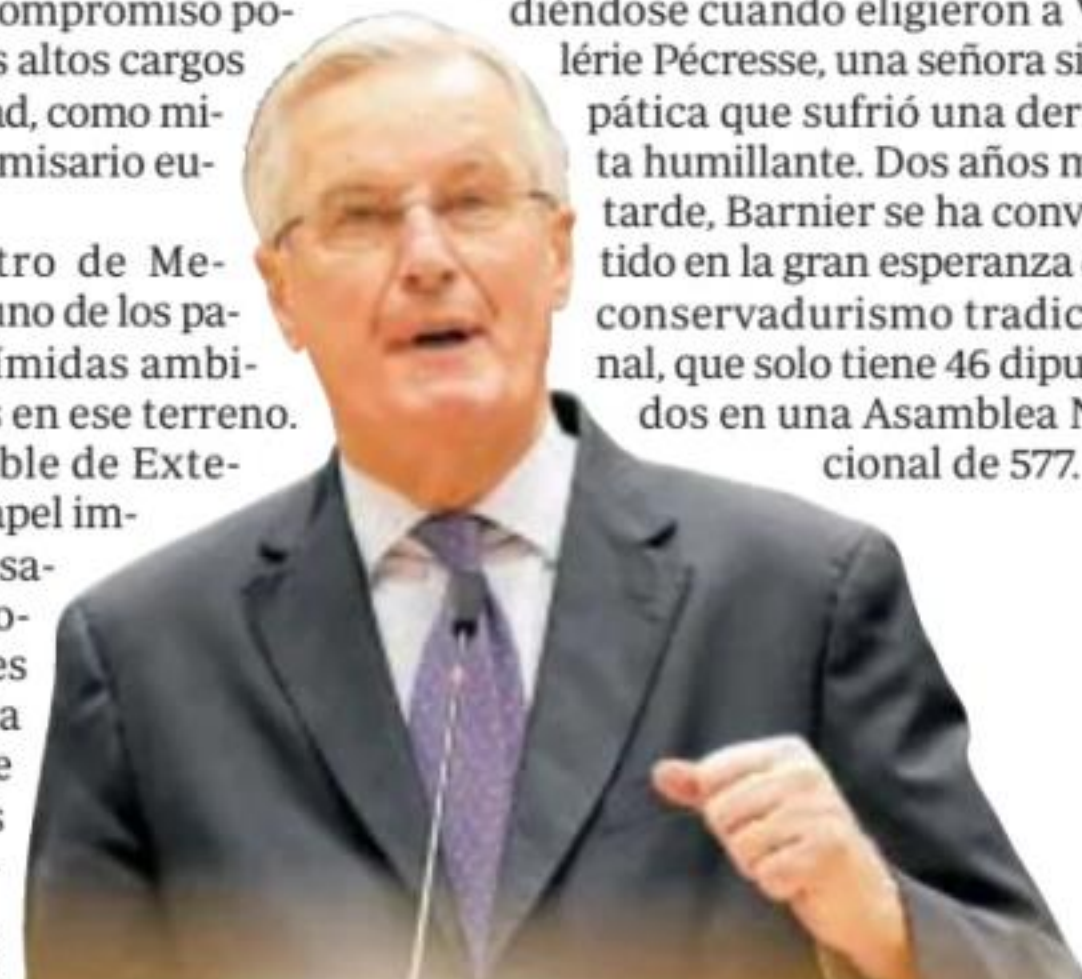 ompromiso po-
s altos cargos
d, como mi-
misario eu-
tro de Me-
uno de los pa-
ímidas ambi-
s en ese terreno.
ble de Exte-
apel im-
sa-
o-
es
a
e
s
diéndose cuando eligieron a V
lérie Pécresse, una señora si
pática que sufrió una der
ta humillante. Dos años m
tarde, Barnier se ha conv
tido en la gran esperanza
conservadurismo tradic
nal, que solo tiene 46 dipu
dos en una Asamblea N
cional de 577.